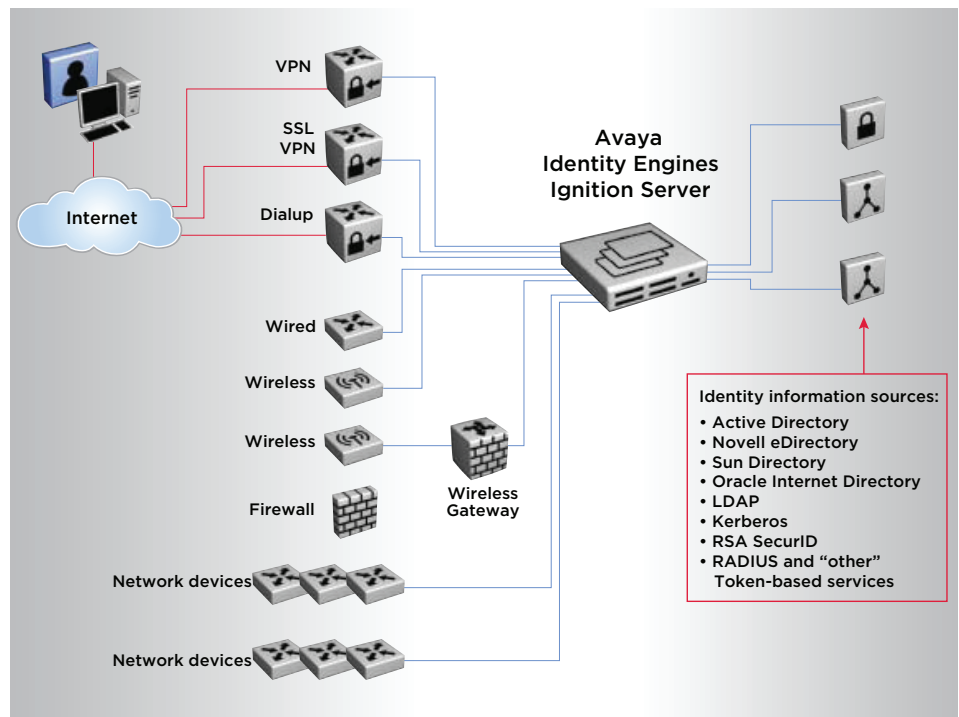 VPN
SSL
VPN
Internet
Dialup
Avaya
Identity Engines
Ignition Server
Wired
Wireless
Wireless
Wireless
Gateway
Firewall
Network devices
Network devices
Identity information sources:
• Active Directory
• Novell eDirectory
• Sun Directory
• Oracle Internet Directory
• LDAP
• Kerberos
• RSA SecurID
• RADIUS and “other”
Token-based services